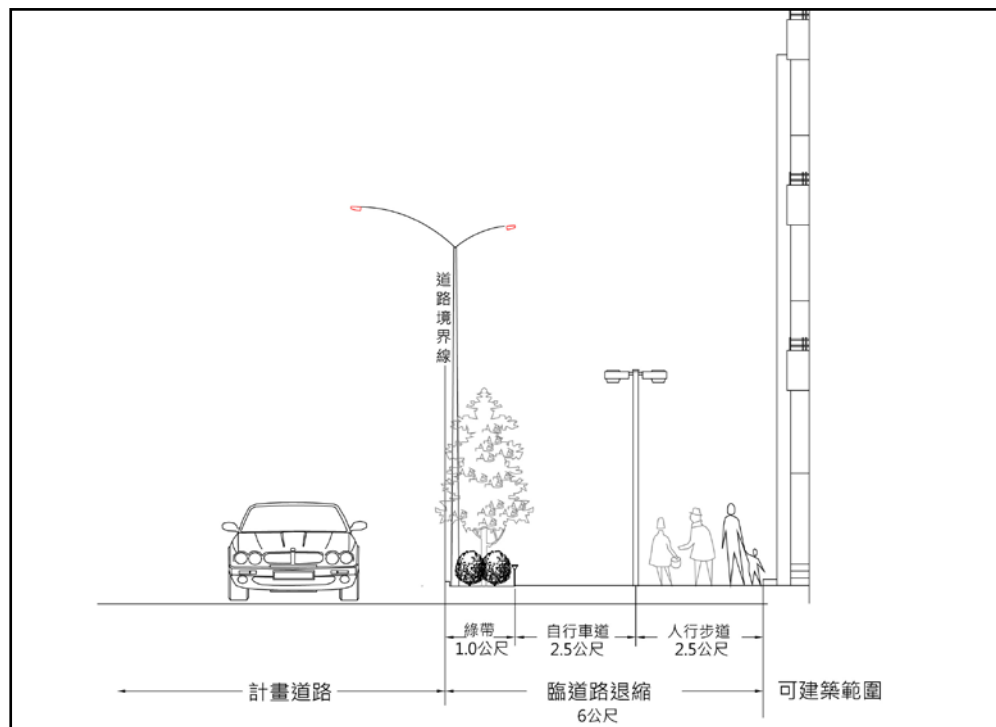 道路境界線
綠帶
1.0公尺
自行車道
2.5公尺
人行步道
2.5公尺
計畫道路
臨道路退縮
6公尺
可建築範圍